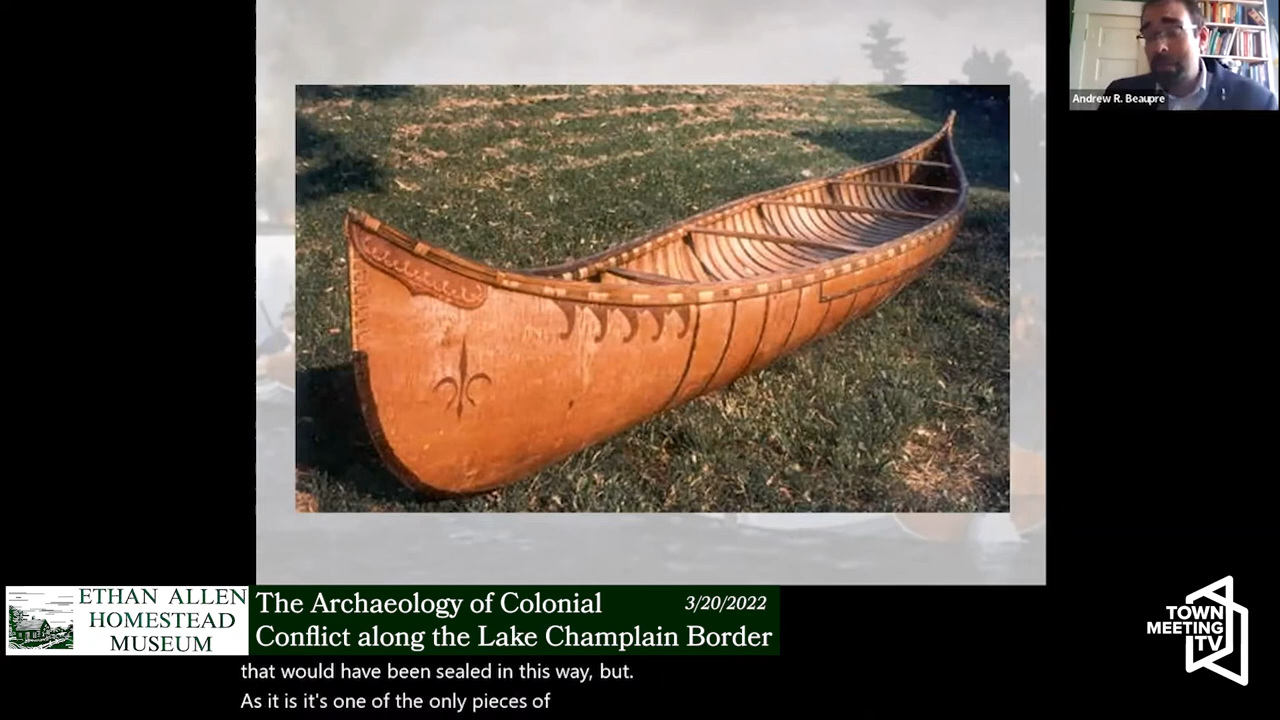 Andrew R. Beaupre
ETHAN ALLEN
HOMESTEAD
MUSEUM
The Archaeology of Colonial 3/20/2022
Conflict along the Lake Champlain Border
TOWN
MEETING
TV
that would have been sealed in this way, but.
As it is it's one of the only pieces of